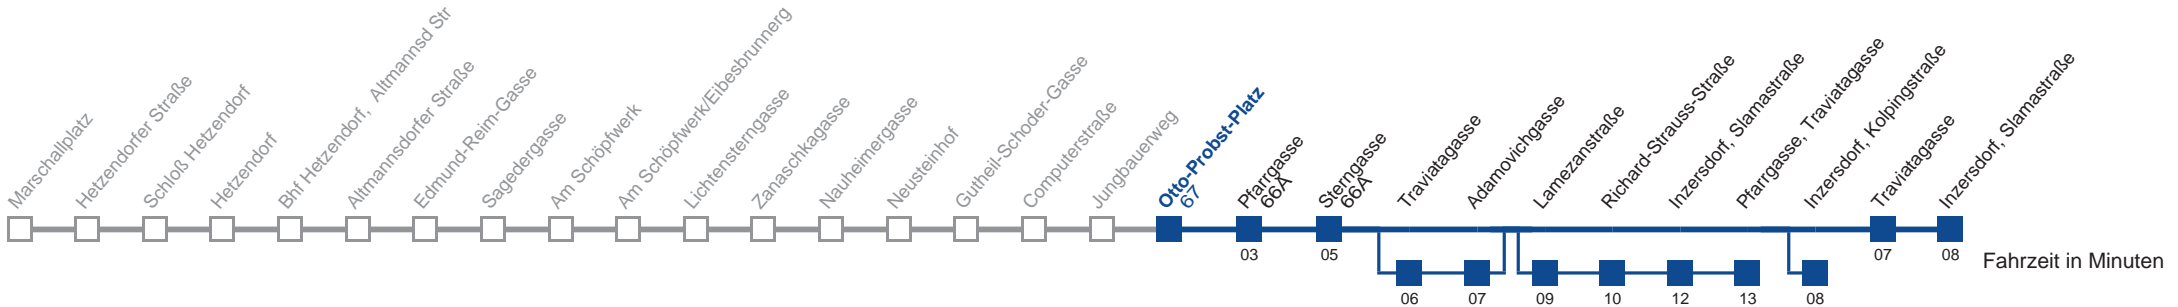 Marschallplatz
Hetzendorfer Straße
Schloß Hetzendorf
Hetzendorf
Bhf Hetzendorf, Altmannsd Str
Altmannsdorfer Straße
Edmund-Reim-Gasse
Sagedergasse
Am Schöpfwerk
Am Schöpfwerk/Eibesbrunnerg
Lichtensterngasse
Zanaschkagasse
Nauheimergasse
Neusteinhof
Gutheil-Schoder-Gasse
Computerstraße
Jungbauerweg
Otto-Probst-Platz
67
Pfarrgasse
66A
Sterngasse
66A
Traviatagasse
Adamovichgasse
Lamezanstraße
Richard-Strauss-Straße
Inzersdorf, Slamastraße
Pfarrgasse, Traviatagasse
Inzersdorf, Kolpingstraße
Traviatagasse
Inzersdorf, Slamastraße
03 05 07 08
Fahrzeit in Minuten
06 07 09 10 12 13 08